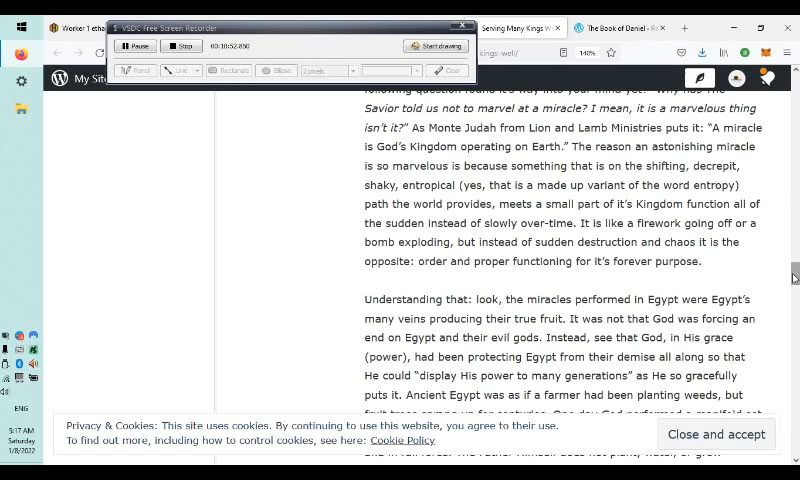 Worker 1 etha
Serving Many Kings Wel
The Book of Daniel - Re
VSDC Free Screen Recorder
Pause
Stop
00:10:52.850
Start drawing
kings-wel/
140%
Pencil
Line
Rectangle
Ellipse
2 pixels
Clear
My Sit
Savior told us not to marvel at a miracle? I mean, it is a marvelous thing
isn't it?" As Monte Judah from Lion and Lamb Ministries puts it: "A miracle
is God's Kingdom operating on Earth." The reason an astonishing miracle
is so marvelous is because something that is on the shifting, decrepit,
shaky, entropical (yes, that is a made up variant of the word entropy)
path the world provides, meets a small part of it's Kingdom function all of
the sudden instead of slowly over-time. It is like a firework going off or a
bomb exploding, but instead of sudden destruction and chaos it is the
opposite: order and proper functioning for it's forever purpose.
Understanding that: look, the miracles performed in Egypt were Egypt's
many veins producing their true fruit. It was not that God was forcing an
end on Egypt and their evil gods. Instead, see that God, in His grace
(power), had been protecting Egypt from their demise all along so that
He could "display His power to many generations" as He so gracefully
puts it. Ancient Egypt was as if a farmer had been planting weeds, but
Privacy & Cookies: This site uses cookies. By continuing to use this website, you agree to their use.
To find out more, including how to control cookies, see here: Cookie Policy
Close and accept
ENG
5:17 AM
Saturday
1/8/2022